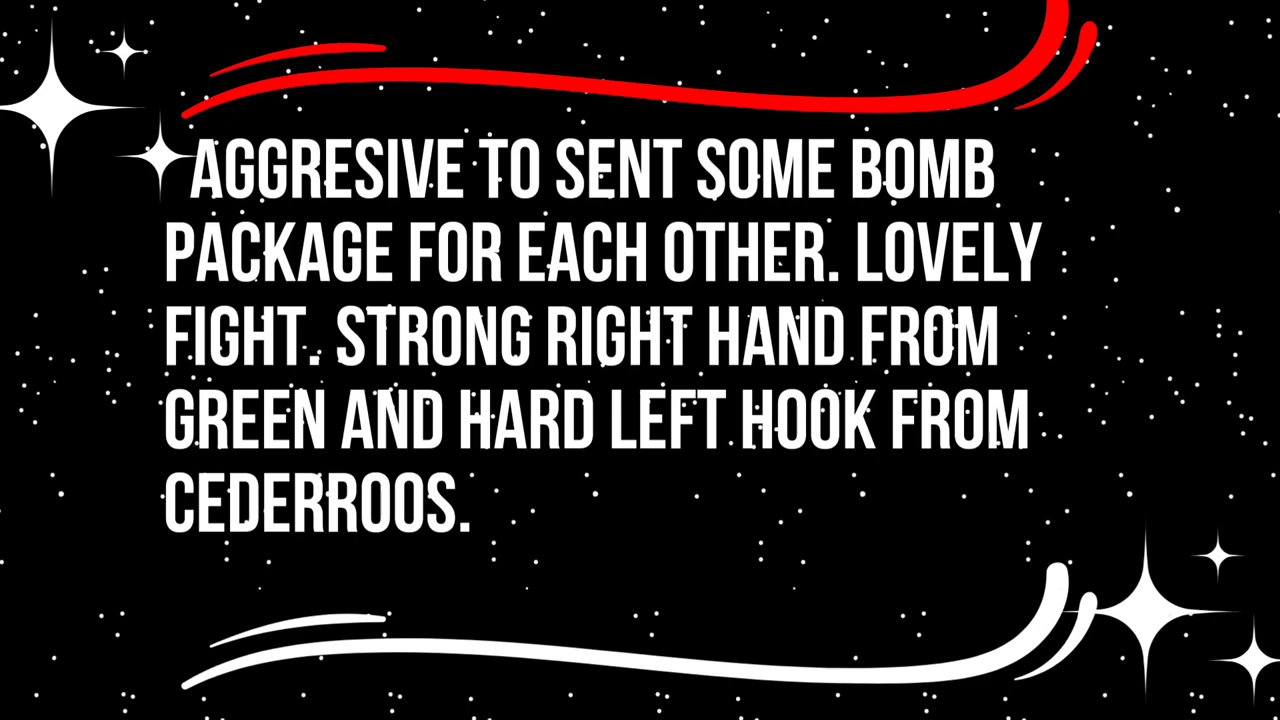 AGGRESIVE TO SENT SOME BOMB
PACKAGE FOR EACH OTHER. LOVELY
FIGHT. STRONG RIGHT HAND FROM
GREEN AND HARD LEFT HOOK FROM
CEDERROOS.